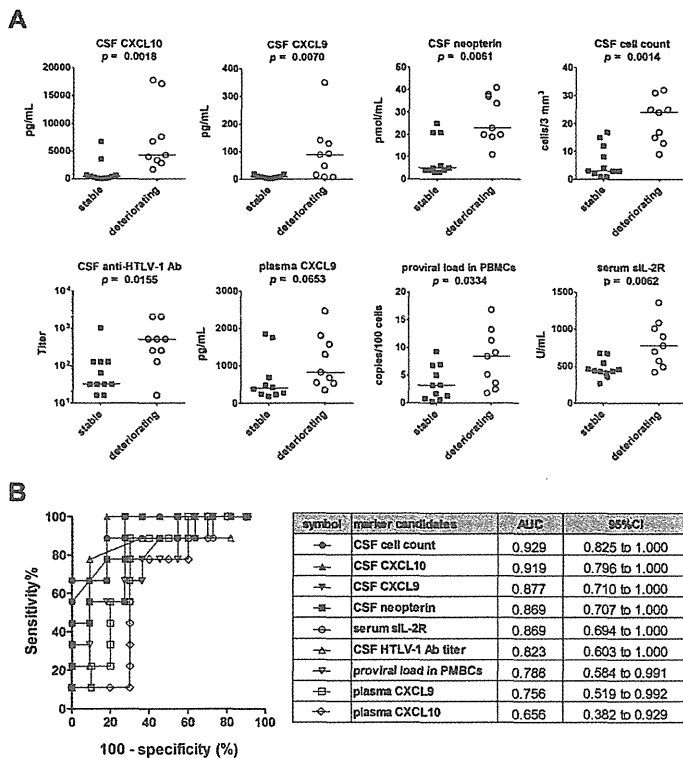 A
CSF CXCL10
p = 0.0018
pg/mL
20000
15000
10000
5000
0
stable
deteriorating
CSF CXCL9
p = 0.0070
pg/mL
400
300
200
100
0
stable
deteriorating
CSF neopterin
p = 0.0061
pmol/mL
50
40
30
20
10
0
stable
deteriorating
CSF cell count
p = 0.0014
cells/3 mm³
40
30
20
10
0
stable
deteriorating
CSF anti-HTLV-1 Ab
p = 0.0155
Titer
10⁴
10³
10²
10¹
stable
deteriorating
plasma CXCL9
p = 0.0653
pg/mL
3000
2000
1000
0
stable
deteriorating
proviral load in PBMCs
p = 0.0334
copies/100 cells
20
15
10
5
0
stable
deteriorating
serum sIL-2R
p = 0.0062
U/mL
1500
1000
500
0
stable
deteriorating
B
Sensitivity%
100
80
60
40
20
0
0 20 40 60 80 100
100 - specificity (%)
symbol marker candidates AUC 95%CI
CSF cell count 0.929 0.825 to 1.000
CSF CXCL10 0.919 0.796 to 1.000
CSF CXCL9 0.877 0.710 to 1.000
CSF neopterin 0.869 0.707 to 1.000
serum sIL-2R 0.869 0.694 to 1.000
CSF HTLV-1 Ab titer 0.823 0.603 to 1.000
proviral load in PMBCs 0.788 0.584 to 0.991
plasma CXCL9 0.756 0.519 to 0.992
plasma CXCL10 0.656 0.382 to 0.929